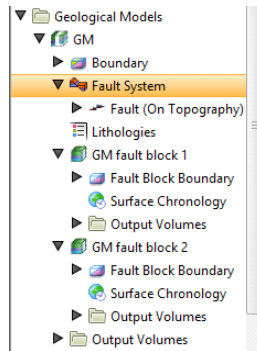 Geological Models
GM
Boundary
Fault System
Fault (On Topography)
Lithologies
GM fault block 1
Fault Block Boundary
Surface Chronology
Output Volumes
GM fault block 2
Fault Block Boundary
Surface Chronology
Output Volumes
Output Volumes